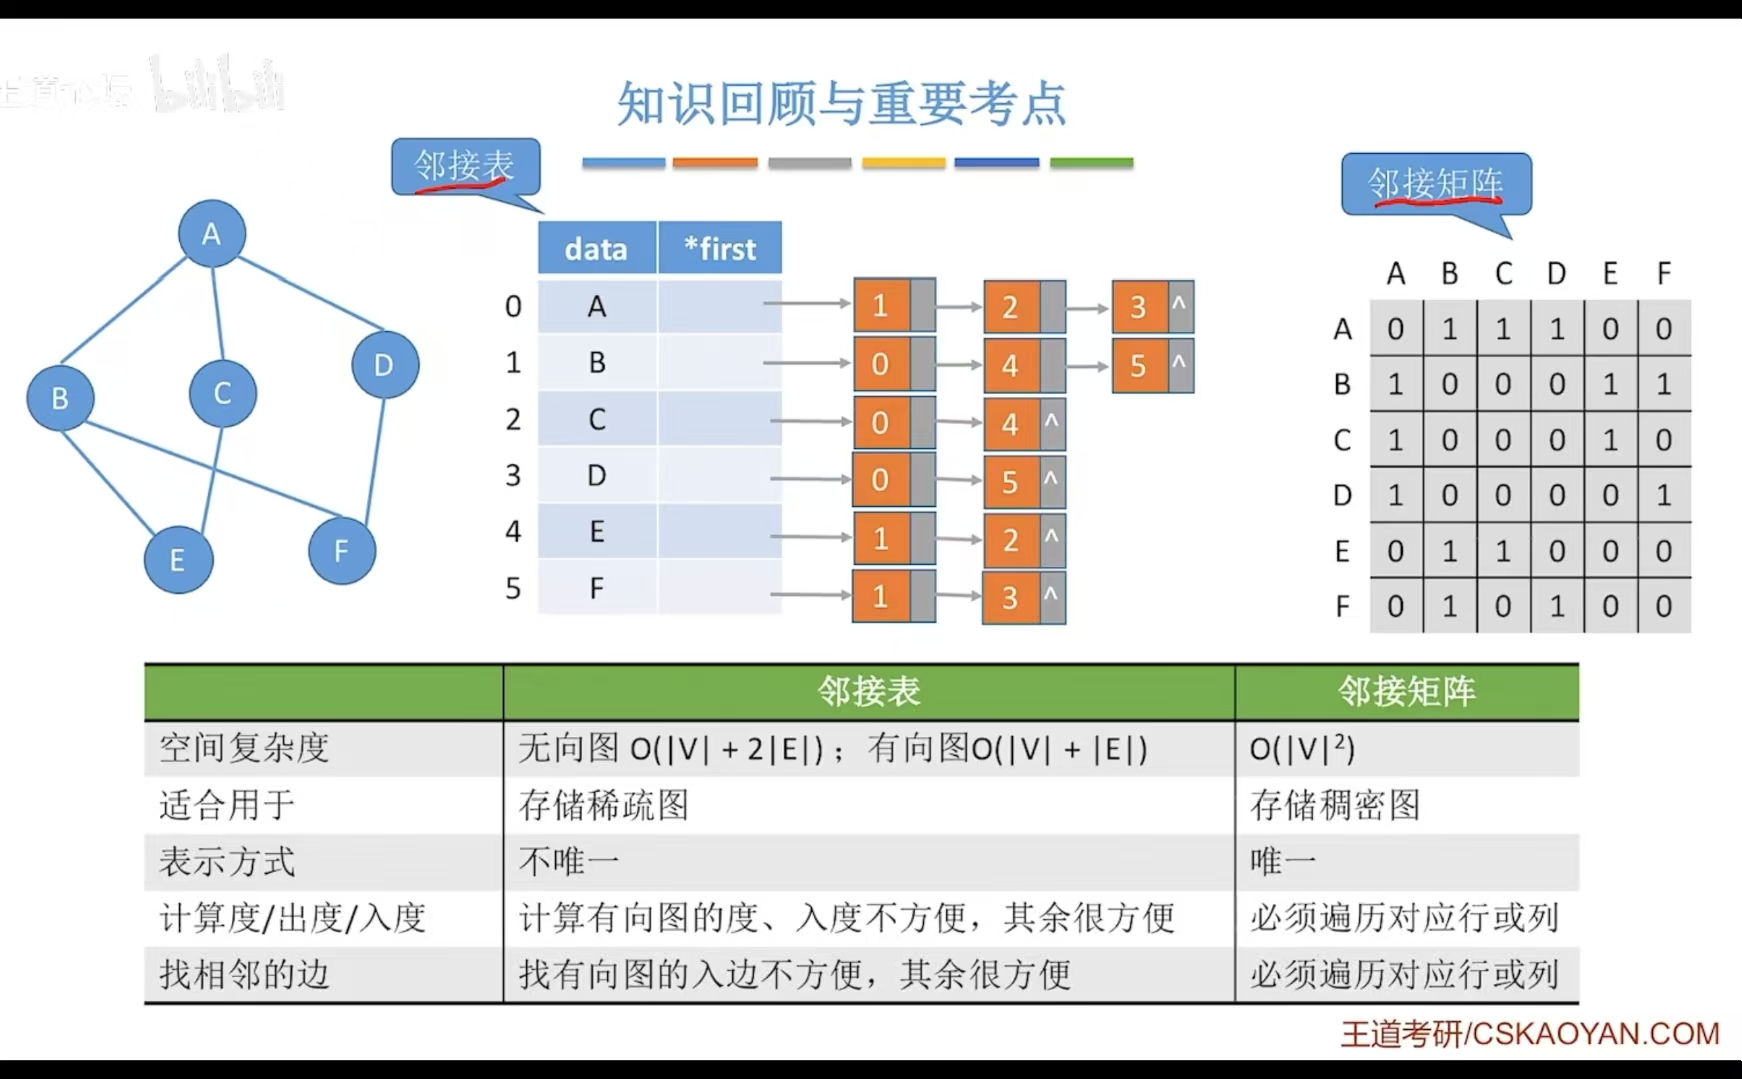 王道论坛 bilibili
知识回顾与重要考点
邻接表
邻接矩阵
A
B
C
D
E
F
data *first
0 A 1 2 3 ^
1 B 0 4 5 ^
2 C 0 4 ^
3 D 0 5 ^
4 E 1 2 ^
5 F 1 3 ^
A B C D E F
A 0 1 1 1 0 0
B 1 0 0 0 1 1
C 1 0 0 0 1 0
D 1 0 0 0 0 1
E 0 1 1 0 0 0
F 0 1 0 1 0 0
邻接表 邻接矩阵
空间复杂度 无向图 O(|V| + 2|E|)；有向图O(|V| + |E|) O(|V|²)
适合用于 存储稀疏图 存储稠密图
表示方式 不唯一 唯一
计算度/出度/入度 计算有向图的度、入度不方便，其余很方便 必须遍历对应行或列
找相邻的边 找有向图的入边不方便，其余很方便 必须遍历对应行或列
王道考研/CSKAOYAN.COM